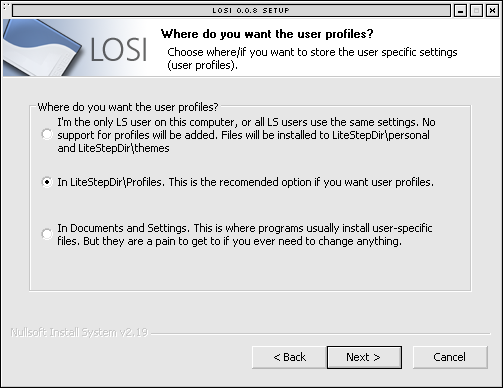 LOSI 0.0.8 SETUP
LOSI
Where do you want the user profiles?
Choose where/if you want to store the user specific settings
(user profiles).
Where do you want the user profiles?
I'm the only LS user on this computer, or all LS users use the same settings. No
support for profiles will be added. Files will be installed to LiteStepDir\personal
and LiteStepDir\themes
In LiteStepDir\Profiles. This is the recomended option if you want user profiles.
In Documents and Settings. This is where programs usually install user-specific
files. But they are a pain to get to if you ever need to change anything.
Nullsoft Install System v2.19
< Back
Next >
Cancel